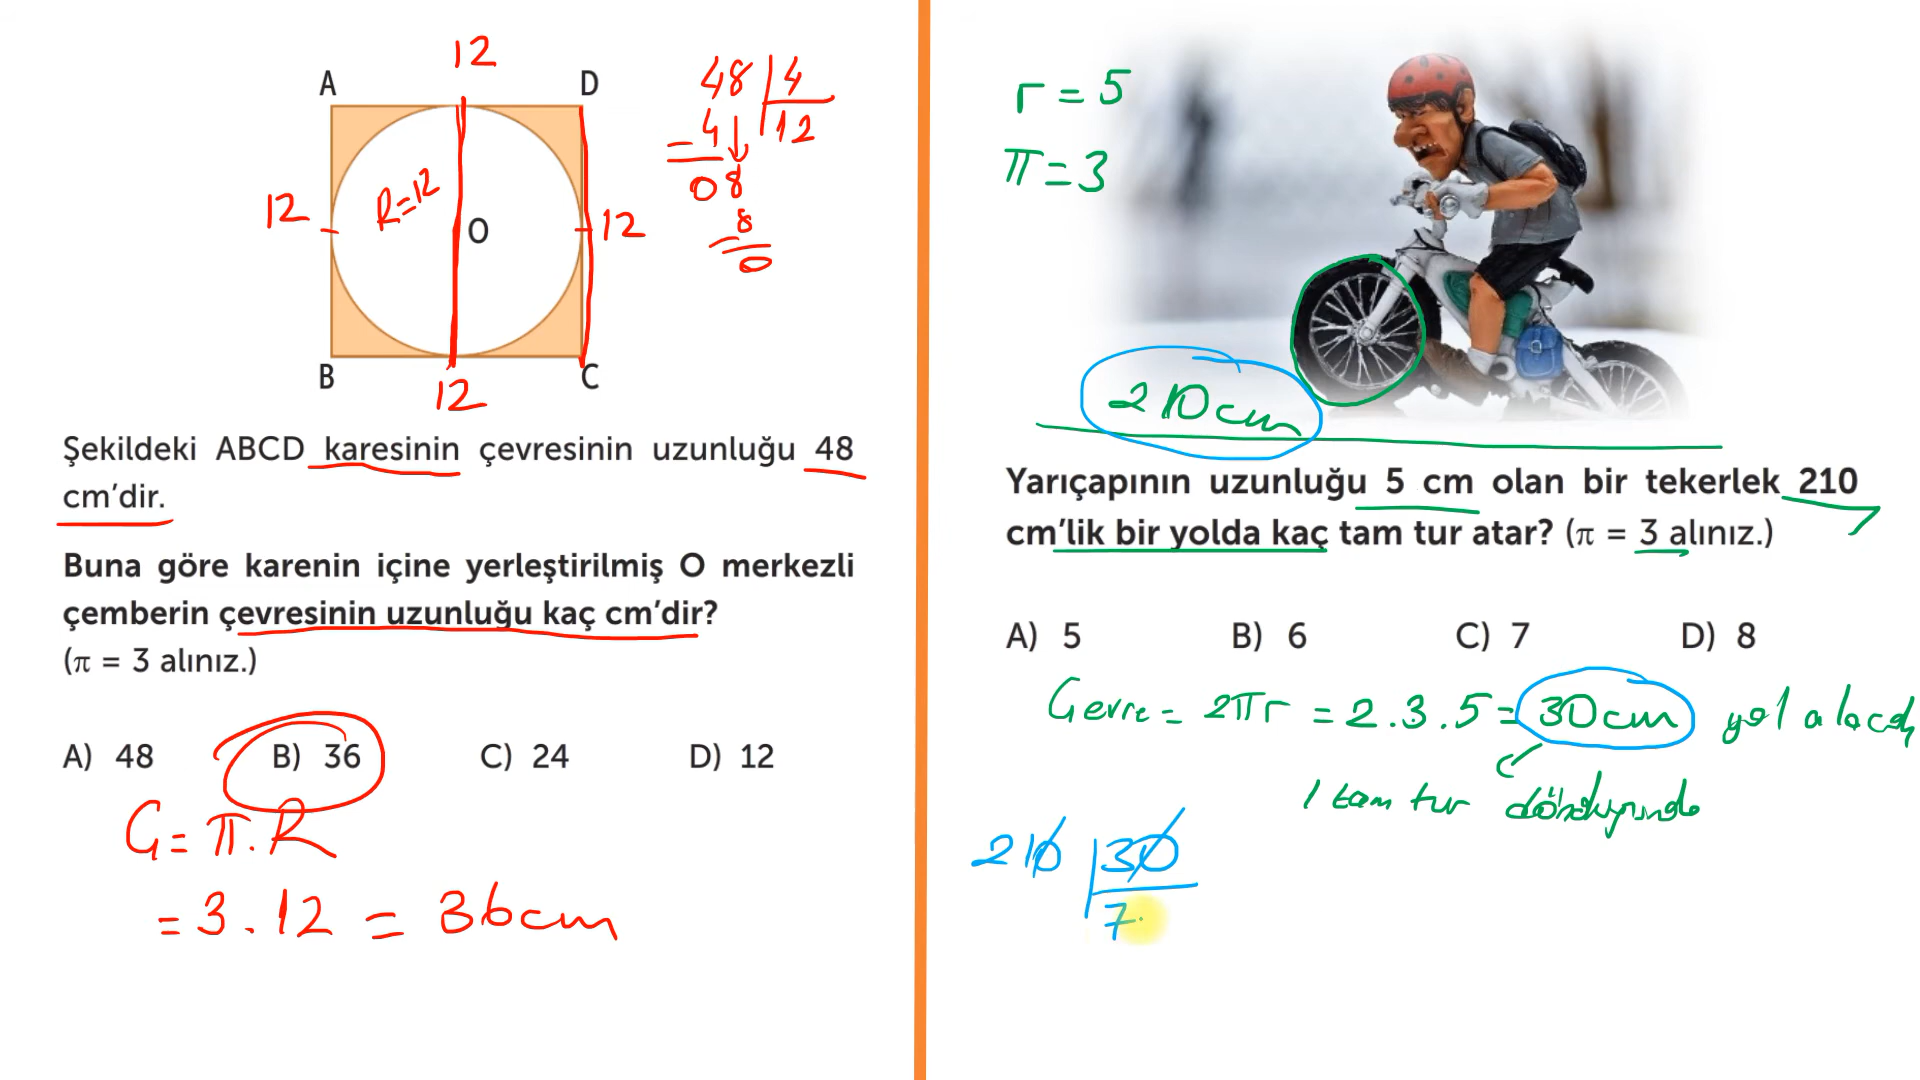 12
A
D
48 4
4 12
08
8
0
12
R=12
O
12
B
12
C
Şekildeki ABCD karesinin çevresinin uzunluğu 48
cm’dir.
Buna göre karenin içine yerleştirilmiş O merkezli
çemberin çevresinin uzunluğu kaç cm’dir?
(π = 3 alınız.)
A) 48 B) 36 C) 24 D) 12
Ç = π . R
= 3 . 12 = 36cm
r = 5
π = 3
210cm
Yarıçapının uzunluğu 5 cm olan bir tekerlek 210
cm’lik bir yolda kaç tam tur atar? (π = 3 alınız.)
A) 5 B) 6 C) 7 D) 8
Çevre = 2πr = 2.3.5 = 30cm yol alacak
1 tam tur döndüğünde
210 30
7